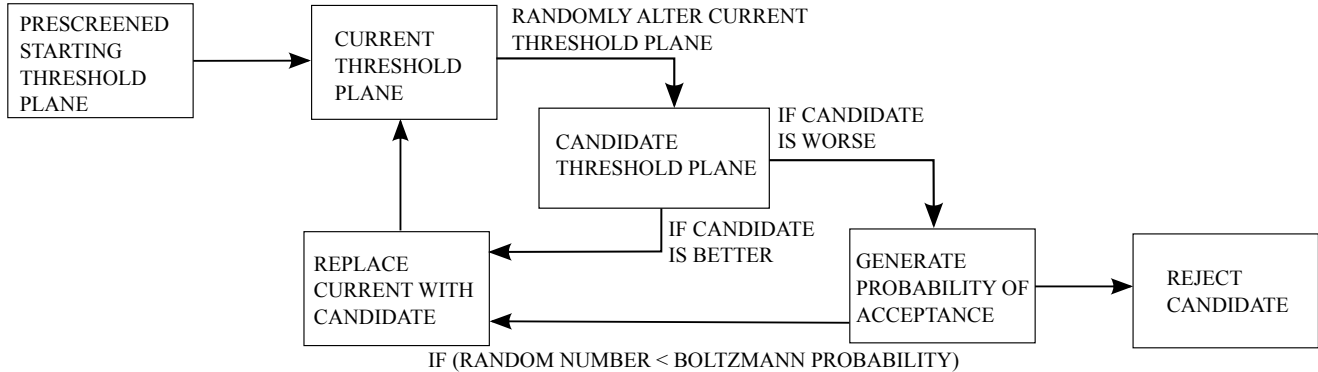 PRESCREENED
STARTING
THRESHOLD
PLANE
CURRENT
THRESHOLD
PLANE
RANDOMLY ALTER CURRENT
THRESHOLD PLANE
CANDIDATE
THRESHOLD PLANE
IF CANDIDATE
IS WORSE
IF CANDIDATE
IS BETTER
REPLACE
CURRENT WITH
CANDIDATE
GENERATE
PROBABILITY OF
ACCEPTANCE
REJECT
CANDIDATE
IF (RANDOM NUMBER < BOLTZMANN PROBABILITY)